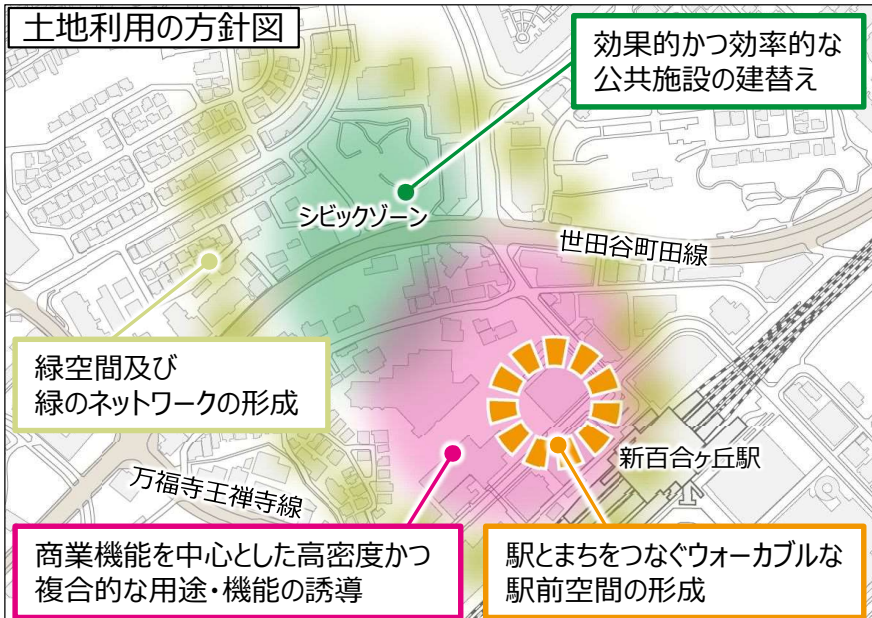 土地利用の方針図
効果的かつ効率的な
公共施設の建替え
シビックゾーン
世田谷町田線
緑空間及び
緑のネットワークの形成
新百合ヶ丘駅
万福寺王禅寺線
商業機能を中心とした高密度かつ
複合的な用途・機能の誘導
駅とまちをつなぐウォーカブルな
駅前空間の形成